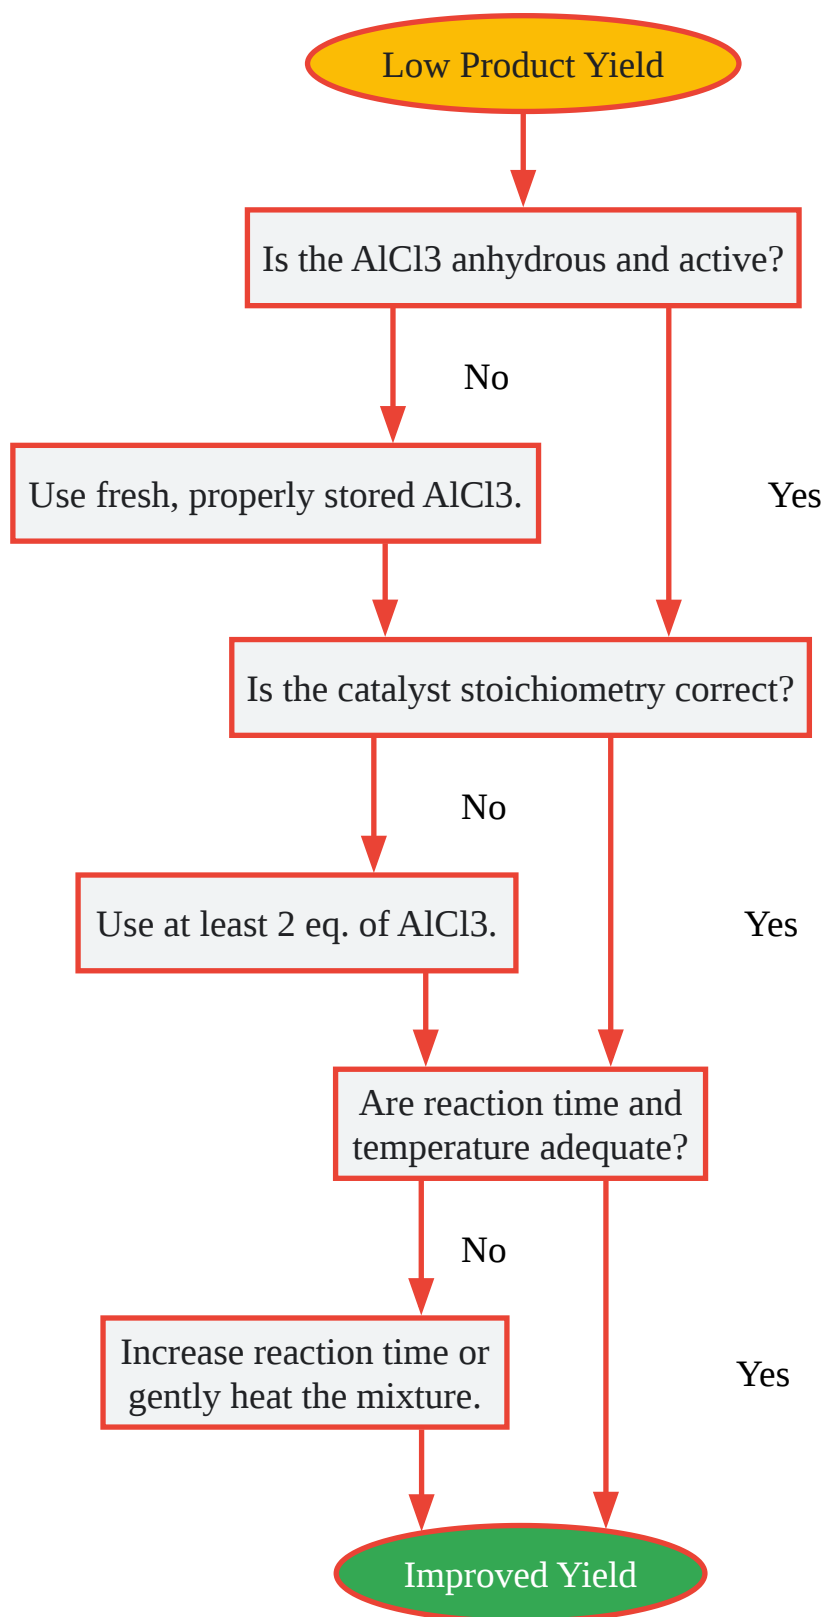 Low Product Yield
Is the AlCl3 anhydrous and active?
No
Use fresh, properly stored AlCl3.
Yes
Is the catalyst stoichiometry correct?
No
Use at least 2 eq. of AlCl3.
Yes
Are reaction time and
temperature adequate?
No
Increase reaction time or
gently heat the mixture.
Yes
Improved Yield